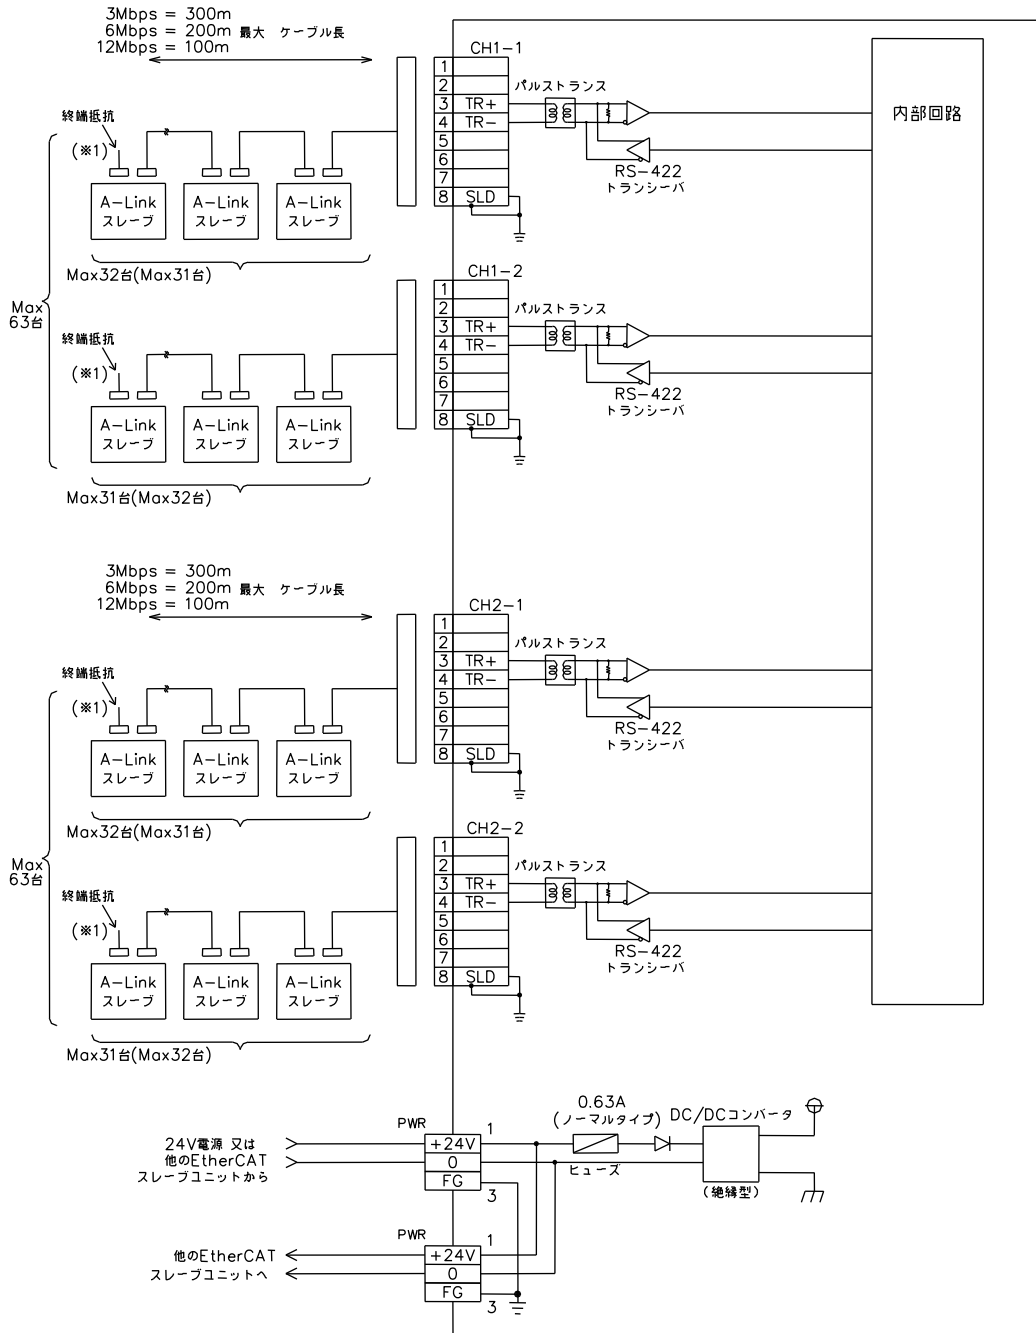 3Mbps = 300m
6Mbps = 200m 最大 ケーブル長
12Mbps = 100m
終端抵抗
(※1)
A-Link
スレーブ
A-Link
スレーブ
A-Link
スレーブ
Max32台(Max31台)
CH1-1
1
2
3 TR+
4 TR-
5
6
7
8 SLD
パルストランス
RS-422
トランシーバ
内部回路
Max
63台
終端抵抗
(※1)
A-Link
スレーブ
A-Link
スレーブ
A-Link
スレーブ
Max31台(Max32台)
CH1-2
1
2
3 TR+
4 TR-
5
6
7
8 SLD
パルストランス
RS-422
トランシーバ
3Mbps = 300m
6Mbps = 200m 最大 ケーブル長
12Mbps = 100m
終端抵抗
(※1)
A-Link
スレーブ
A-Link
スレーブ
A-Link
スレーブ
Max32台(Max31台)
CH2-1
1
2
3 TR+
4 TR-
5
6
7
8 SLD
パルストランス
RS-422
トランシーバ
Max
63台
終端抵抗
(※1)
A-Link
スレーブ
A-Link
スレーブ
A-Link
スレーブ
Max31台(Max32台)
CH2-2
1
2
3 TR+
4 TR-
5
6
7
8 SLD
パルストランス
RS-422
トランシーバ
24V電源 又は
他のEtherCAT
スレーブユニットから
PWR
1
+24V
0
FG
3
0.63A
(ノーマルタイプ)
ヒューズ
DC/DCコンバータ
(絶縁型)
他のEtherCAT
スレーブユニットへ
PWR
1
+24V
0
FG
3